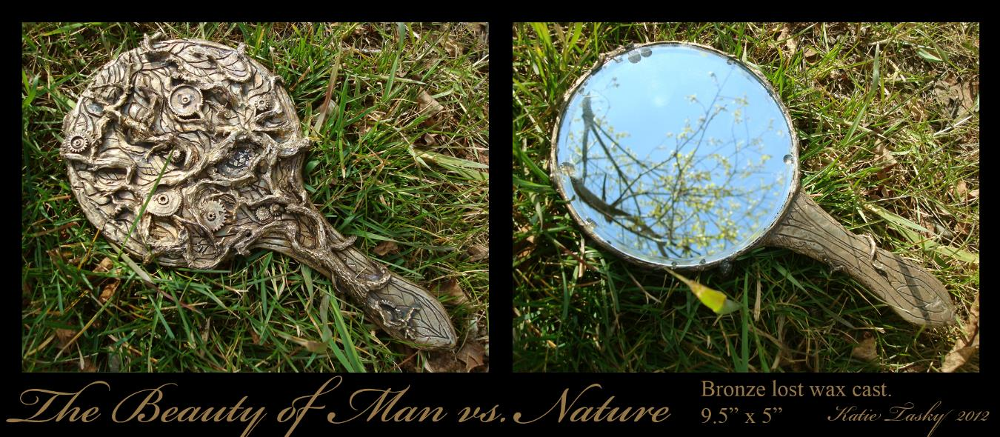 The Beauty of Man vs. Nature
Bronze lost wax cast.
9.5” x 5”
Katie Tasky 2012